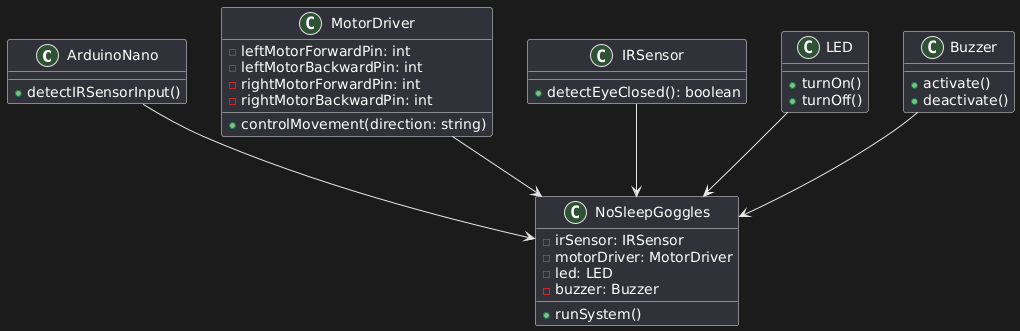 C ArduinoNano
detectIRSensorInput()
C MotorDriver
leftMotorForwardPin: int
leftMotorBackwardPin: int
rightMotorForwardPin: int
rightMotorBackwardPin: int
controlMovement(direction: string)
C IRSensor
detectEyeClosed(): boolean
C LED
turnOn()
turnOff()
C Buzzer
activate()
deactivate()
C NoSleepGoggles
irSensor: IRSensor
motorDriver: MotorDriver
led: LED
buzzer: Buzzer
runSystem()